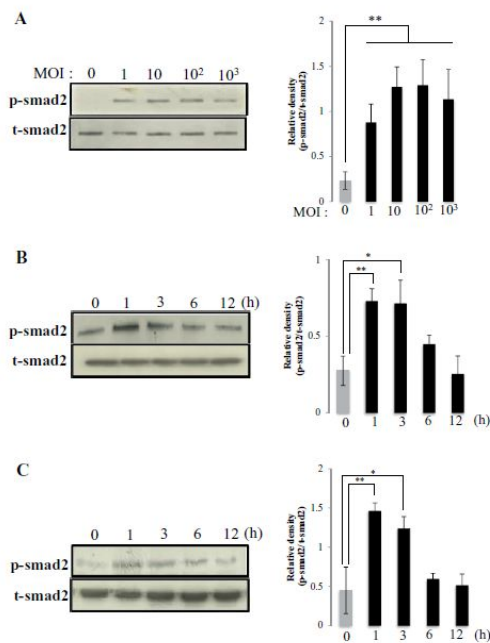 A
MOI : 0 1 10 10² 10³
p-smad2
t-smad2
**
Relative density
(p-smad2/t-smad2)
2
1.5
1
0.5
0
MOI : 0 1 10 10² 10³
B
0 1 3 6 12 (h)
p-smad2
t-smad2
*
**
Relative density
(p-smad2/t-smad2)
1
0.5
0
0 1 3 6 12 (h)
C
0 1 3 6 12 (h)
p-smad2
t-smad2
*
**
Relative density
(p-smad2/t-smad2)
2
1.5
1
0.5
0
0 1 3 6 12 (h)